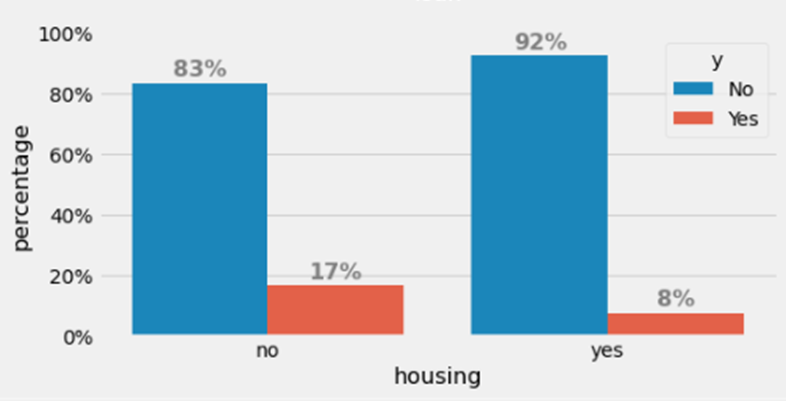 100%
80%
60%
40%
20%
0%
percentage
83%
17%
92%
8%
no
yes
housing
y
No
Yes